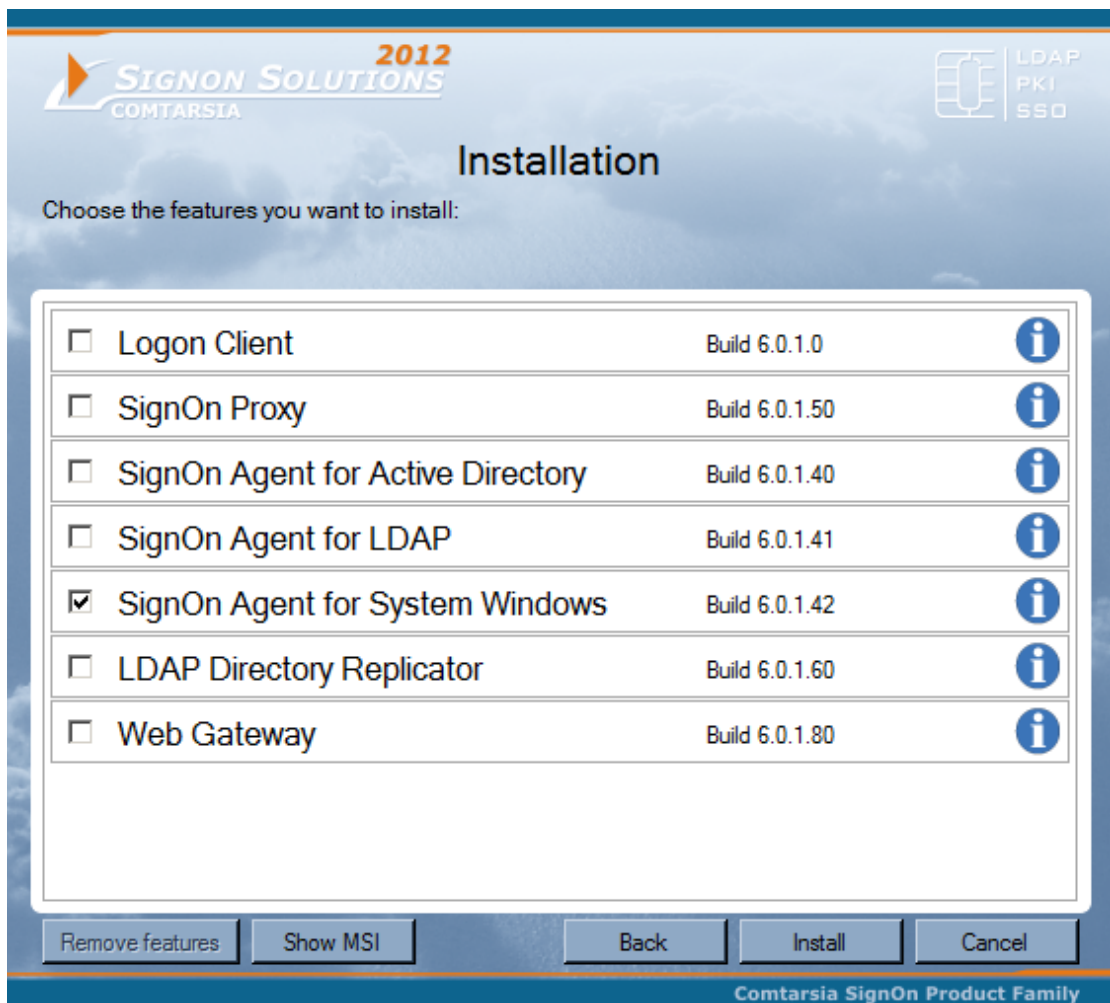 2012
SIGNON SOLUTIONS
COMTARSIA
LDAP
PKI
SSO
Installation
Choose the features you want to install:
Logon Client Build 6.0.1.0
SignOn Proxy Build 6.0.1.50
SignOn Agent for Active Directory Build 6.0.1.40
SignOn Agent for LDAP Build 6.0.1.41
SignOn Agent for System Windows Build 6.0.1.42
LDAP Directory Replicator Build 6.0.1.60
Web Gateway Build 6.0.1.80
Remove features Show MSI Back Install Cancel
Comtarsia SignOn Product Family